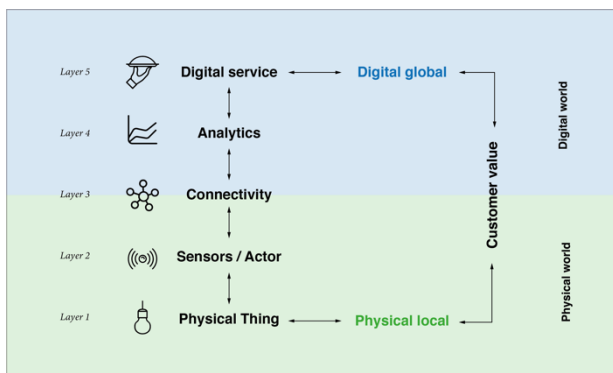 Layer 5 Digital service Digital global
Layer 4 Analytics
Layer 3 Connectivity
Layer 2 Sensors / Actor
Layer 1 Physical Thing Physical local
Customer value
Digital world
Physical world